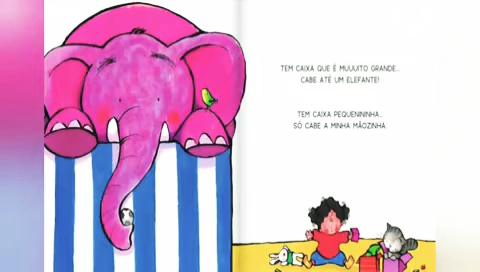 TEM CAIXA QUE É MUUUITO GRANDE...
CABE ATÉ UM ELEFANTE!
TEM CAIXA PEQUENININHA...
SÓ CABE A MINHA MÃOZINHA.